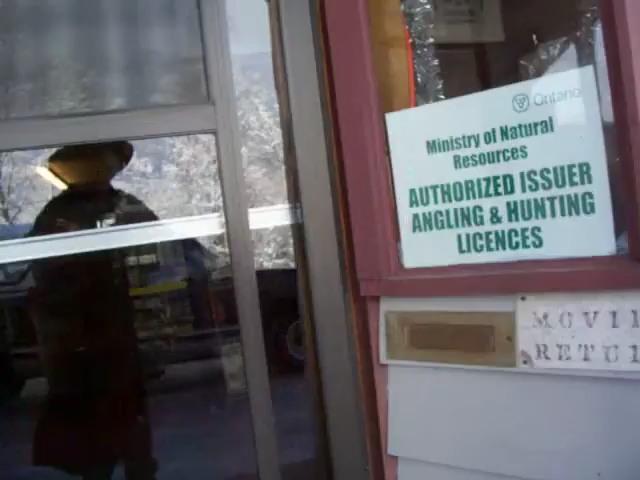 Ontario
Ministry of Natural
Resources
AUTHORIZED ISSUER
ANGLING & HUNTING
LICENCES